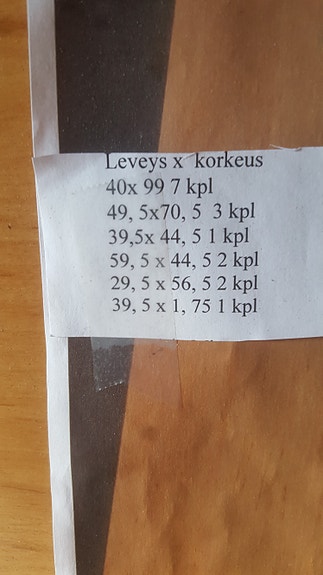 Leveys x korkeus
40x 99 7 kpl
49, 5x70, 5 3 kpl
39,5x 44, 5 1 kpl
59, 5 x 44, 5 2 kpl
29, 5 x 56, 5 2 kpl
39, 5 x 1, 75 1 kpl